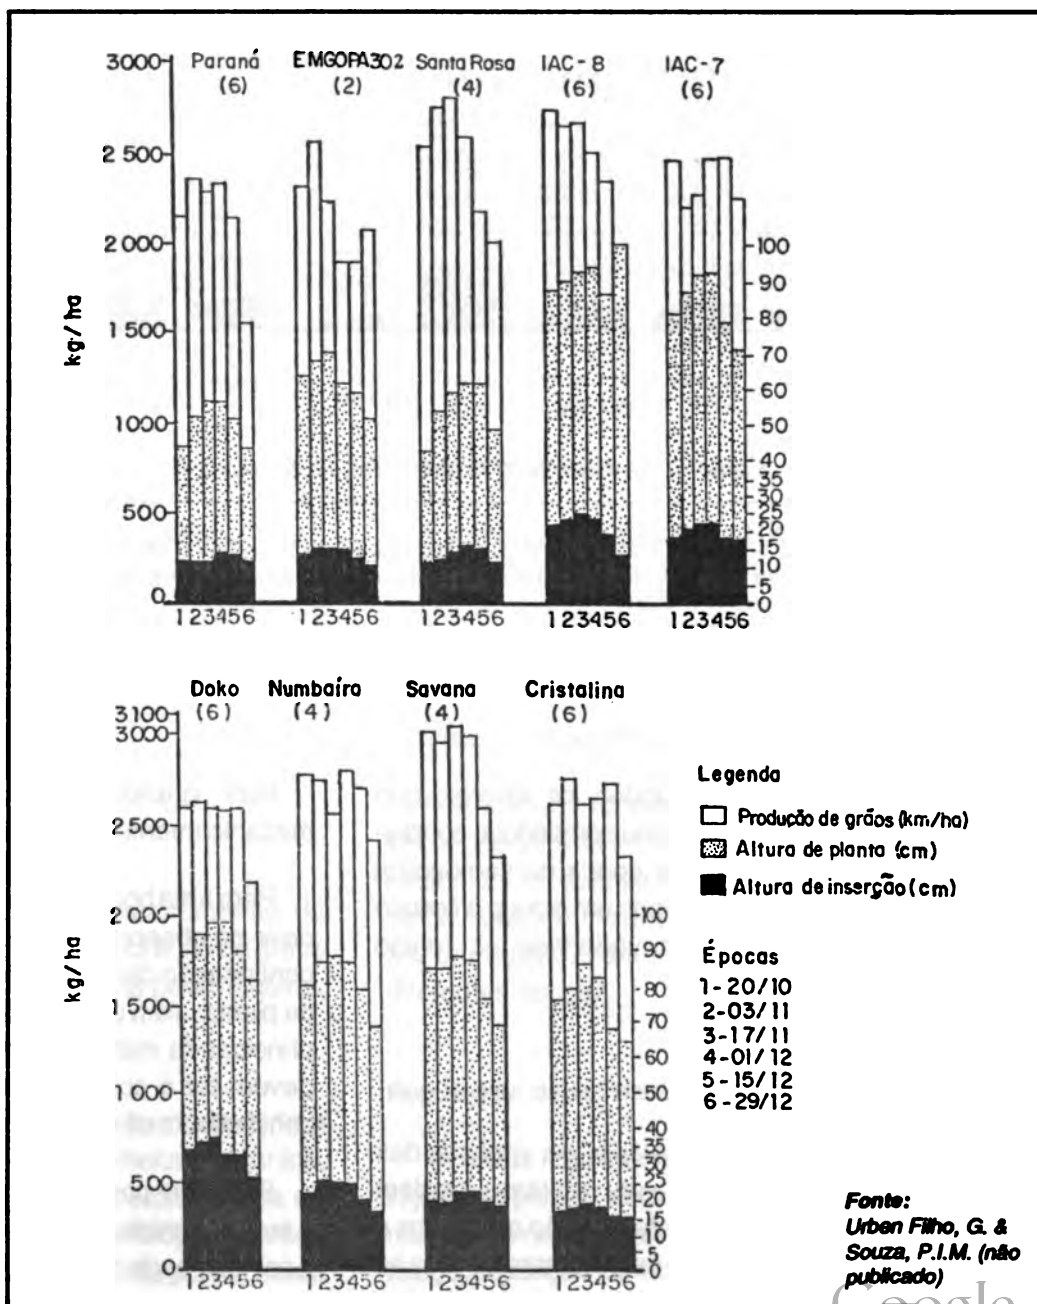 Paraná EMGOPA302 Santa Rosa IAC-8 IAC-7
(6) (2) (4) (6) (6)
3000
2500
2000
1500
1000
500
0
kg/ha
100
90
80
70
60
50
40
35
30
25
20
15
10
5
0
123456 123456 123456 123456 123456
Doko Numbaíra Savana Cristalina
(6) (4) (4) (6)
3100
3000
2500
2000
1500
1000
500
0
kg/ha
100
90
80
70
60
50
40
35
30
25
20
15
10
5
0
123456 123456 123456 123456
Legenda
Produção de grãos (km/ha)
Altura de planta (cm)
Altura de inserção (cm)
Épocas
1-20/10
2-03/11
3-17/11
4-01/12
5-15/12
6-29/12
Fonte:
Urben Filho, G. &
Souza, P.I.M. (não
publicado)
Google